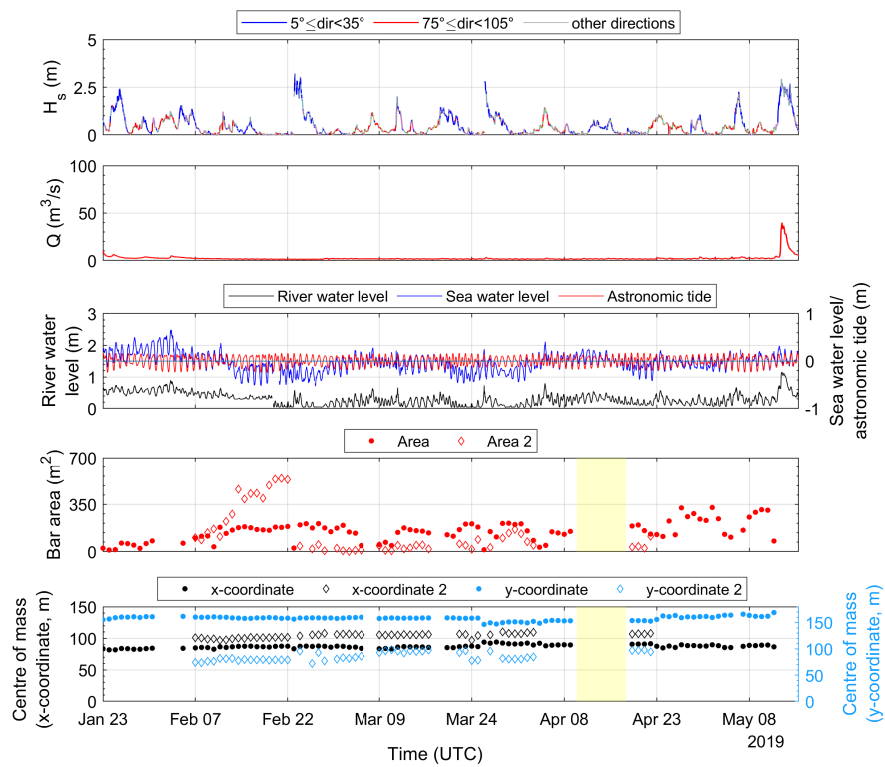 5°≤dir<35° 75°≤dir<105° other directions
5
2.5
0
H_s (m)
100
50
0
Q (m³/s)
River water level Sea water level Astronomic tide
3
2
1
0
River water
level (m)
1
0
-1
Sea water level/
astronomic tide (m)
Area Area 2
700
350
0
Bar area (m²)
x-coordinate x-coordinate 2 y-coordinate y-coordinate 2
150
100
50
0
Centre of mass
(x-coordinate, m)
150
100
50
0
Centre of mass
(y-coordinate, m)
Jan 23 Feb 07 Feb 22 Mar 09 Mar 24 Apr 08 Apr 23 May 08
2019
Time (UTC)